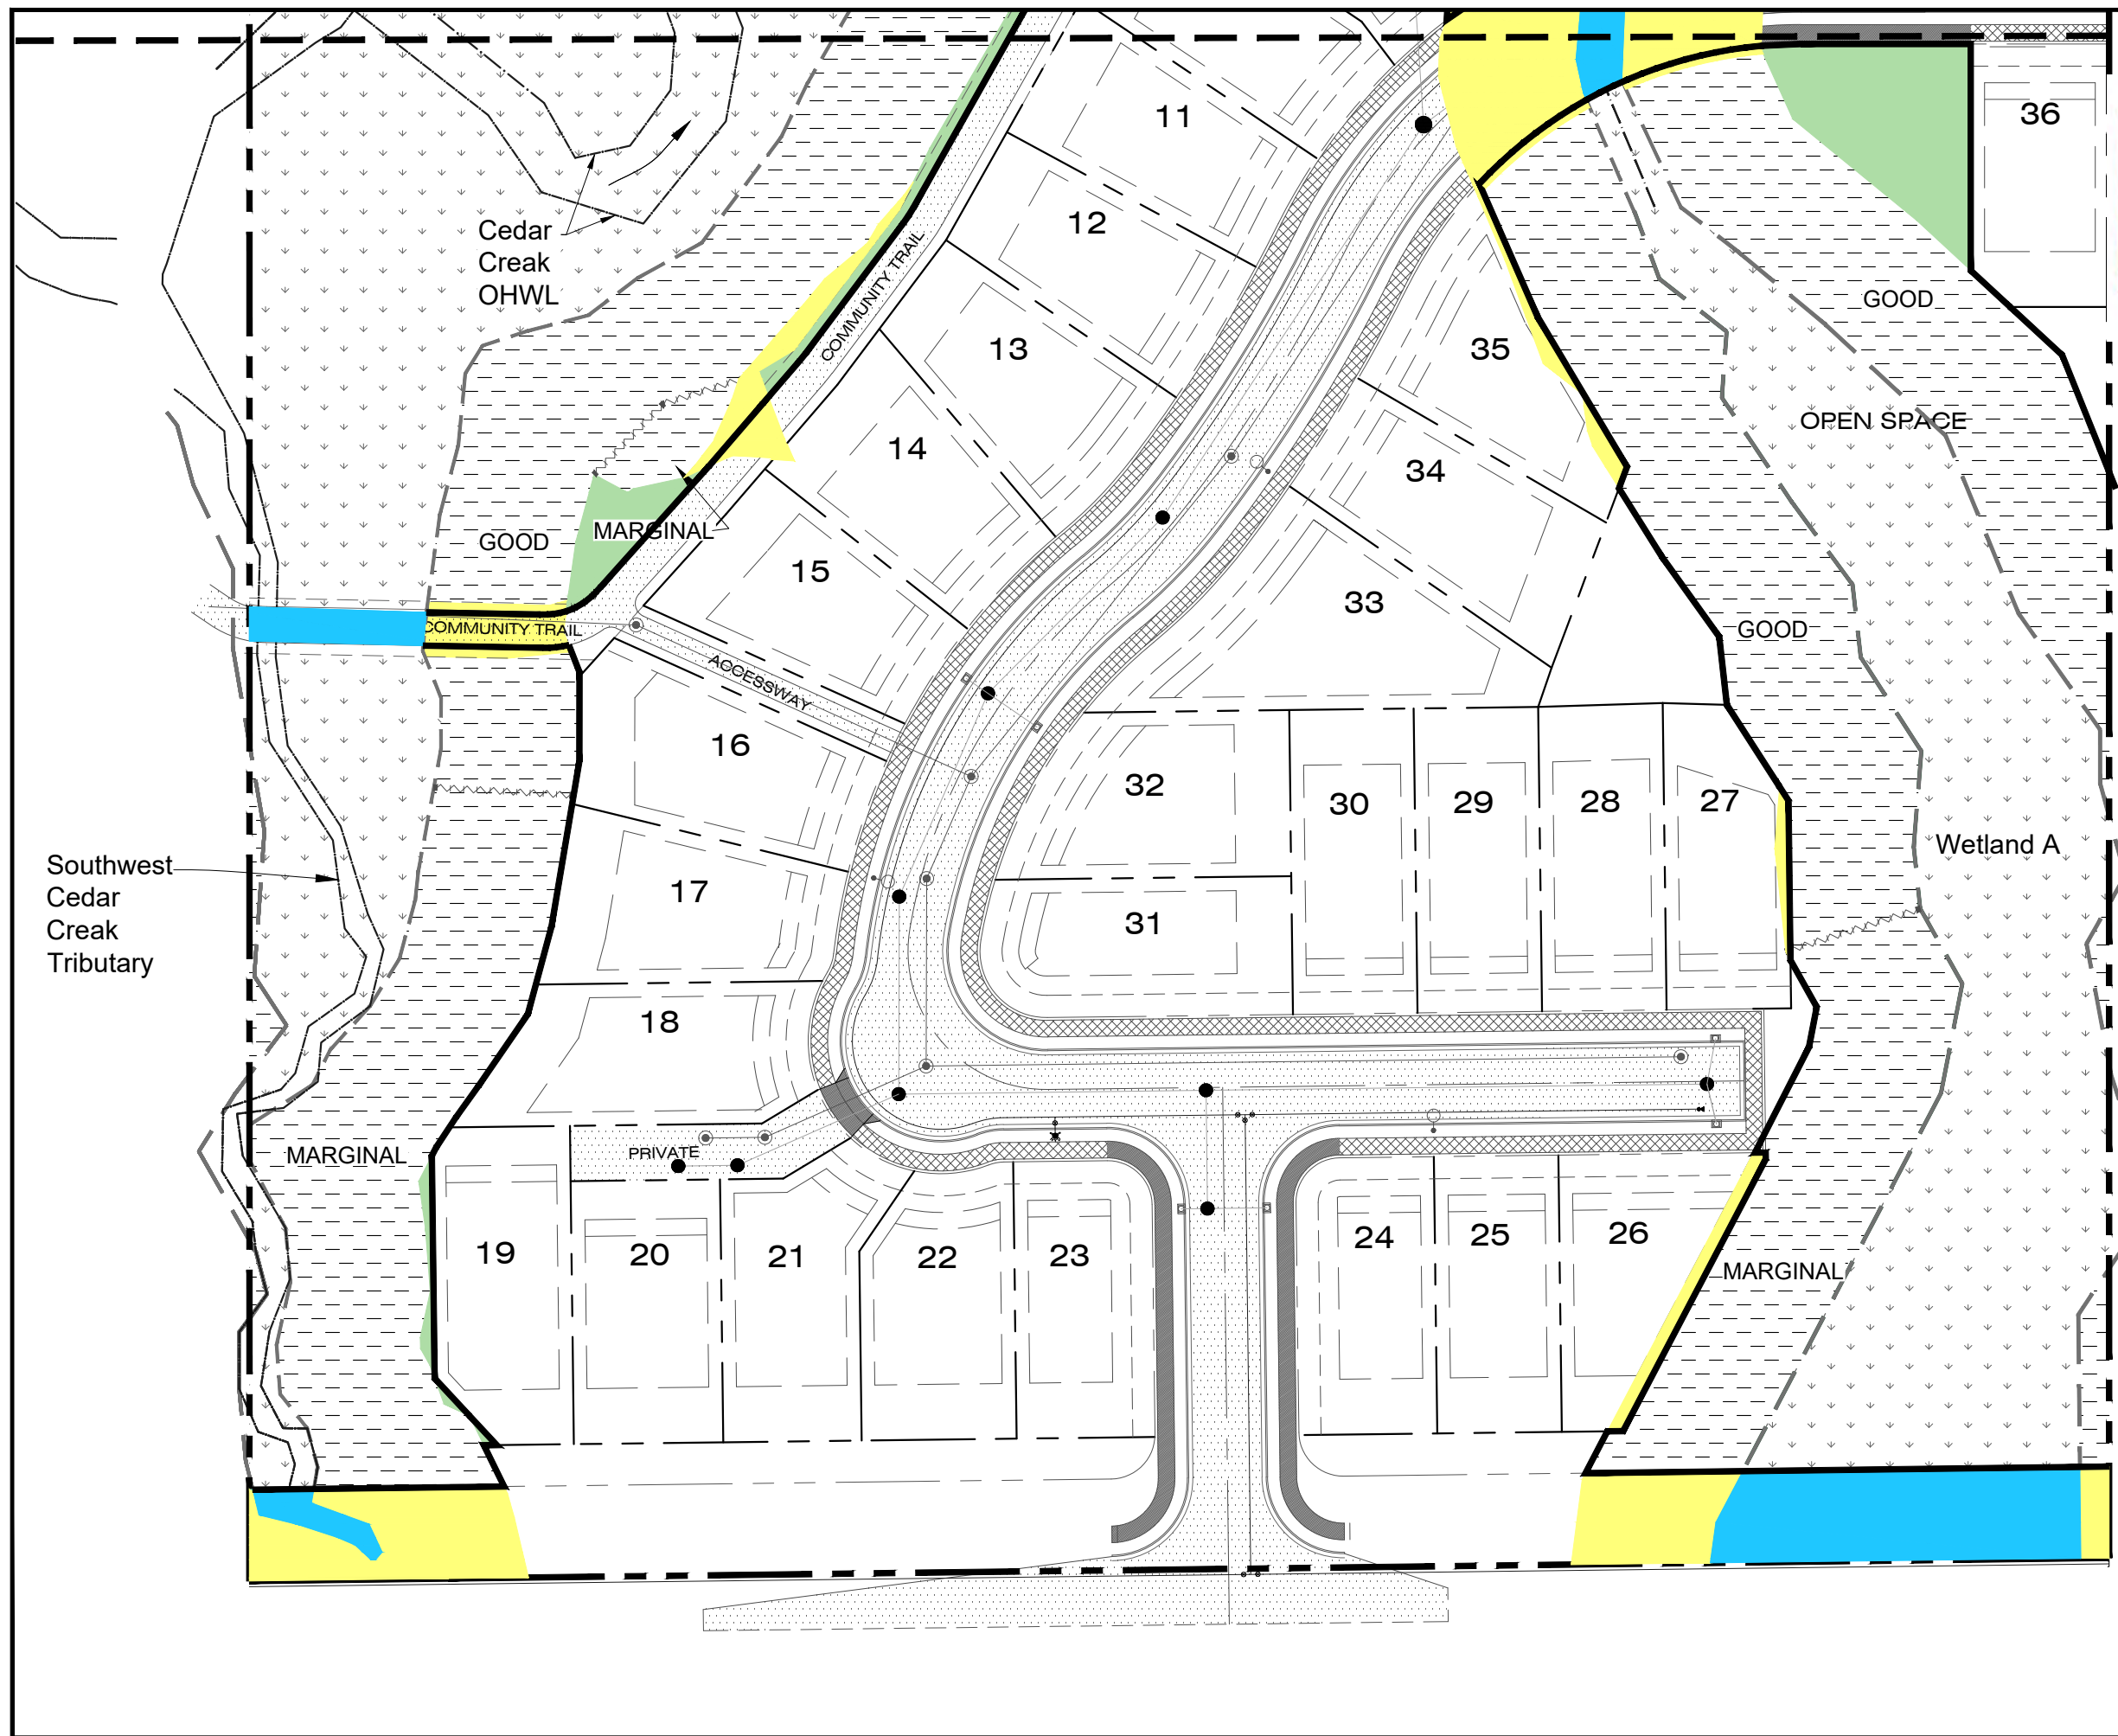 11
36
12
Cedar
Creak
OHWL
COMMUNITY TRAIL
GOOD
13
35
OPEN SPACE
14
34
MARGINAL
GOOD
15
33
COMMUNITY TRAIL
GOOD
ACCESSWAY
16
32
30
29
28
27
Wetland A
Southwest
Cedar
Creak
Tributary
17
31
18
MARGINAL
PRIVATE
19
20
21
22
23
24
25
26
MARGINAL